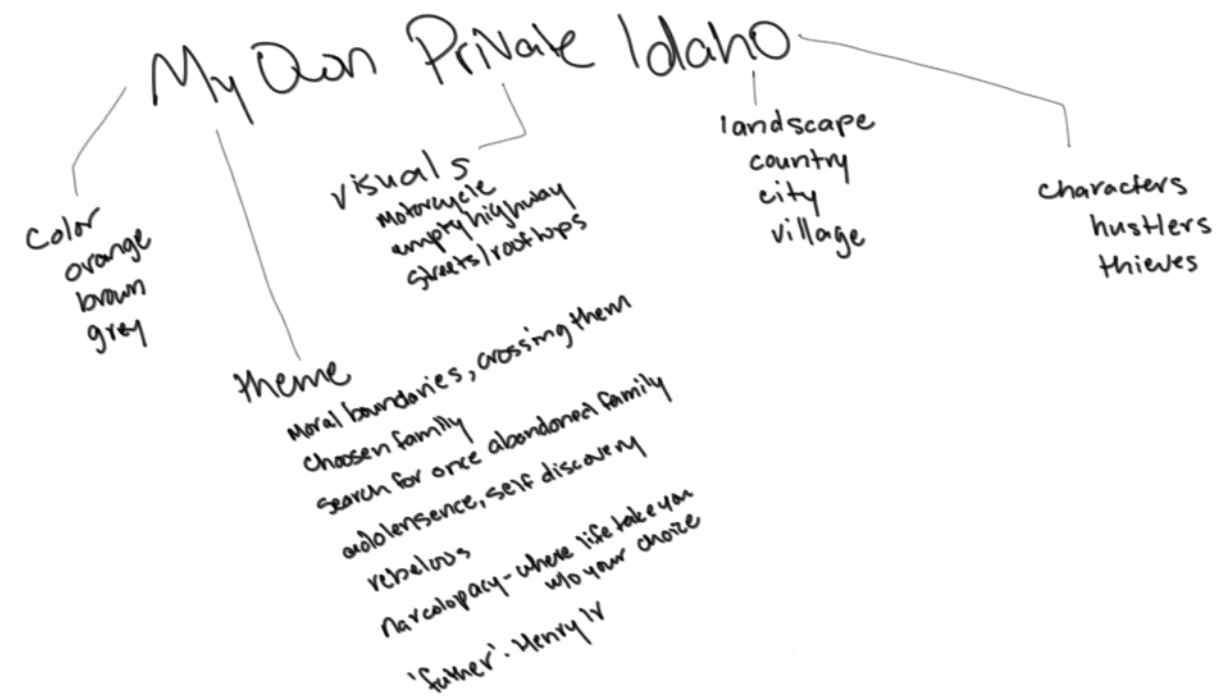 My Own Private Idaho
Color
orange
brown
grey
theme
Moral boundaries, crossing them
choosen family
search for once abandoned family
adolensence, self discovery
rebelous
narcolopacy - where life take you
w/o your choice
'father' - Henry IV
visuals
Motorcycle
empty highway
streets/rooftops
landscape
country
city
village
characters
hustlers
thieves